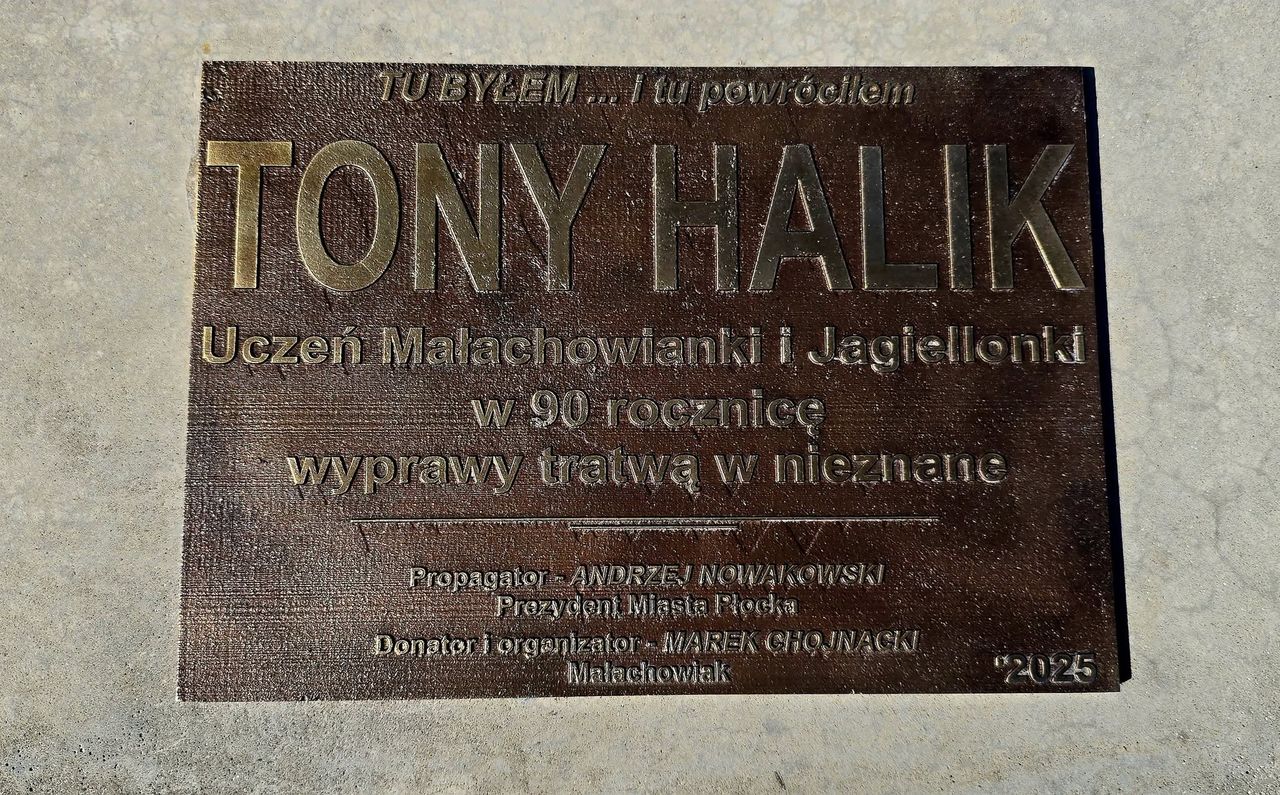 TU BYŁEM ... i tu powróciłem
TONY HALIK
Uczeń Małachowianki i Jagiellonki
w 90 rocznicę
wyprawy tratwą w nieznane
Propagator - ANDRZEJ NOWAKOWSKI
Prezydent Miasta Płocka
Donator i organizator - MAREK CHOJNACKI
Małachowiak
"2025